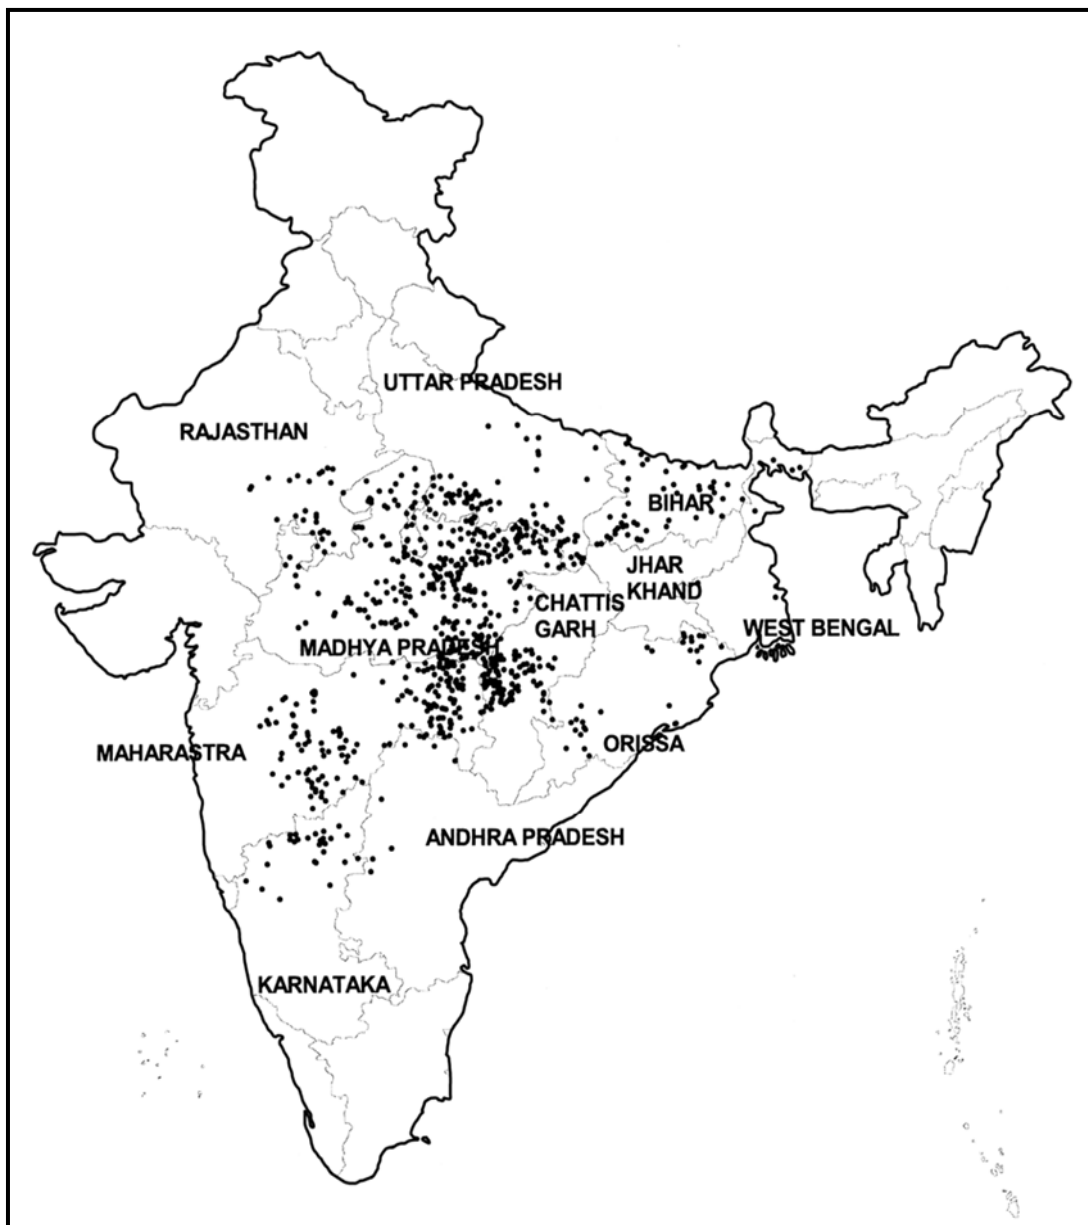 UTTAR PRADESH
RAJASTHAN
BIHAR
JHAR
KHAND
CHATTIS
GARH
WEST BENGAL
MADHYA PRADESH
MAHARASTRA
ORISSA
ANDHRA PRADESH
KARNATAKA